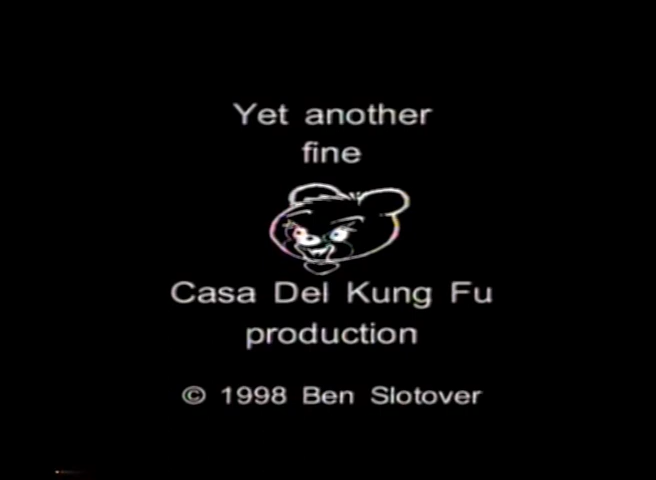 Yet another
fine
Casa Del Kung Fu
production
© 1998 Ben Slotover